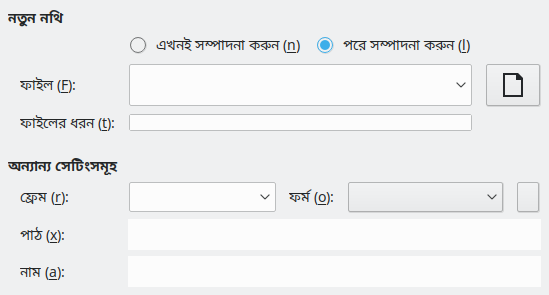 নতুন নথি
এখনই সম্পাদনা করুন (n) পরে সম্পাদনা করুন (l)
ফাইল (F):
ফাইলের ধরন (t):
অন্যান্য সেটিংসমূহ
ফ্রেম (r): ফর্ম (o):
পাঠ (x):
নাম (a):